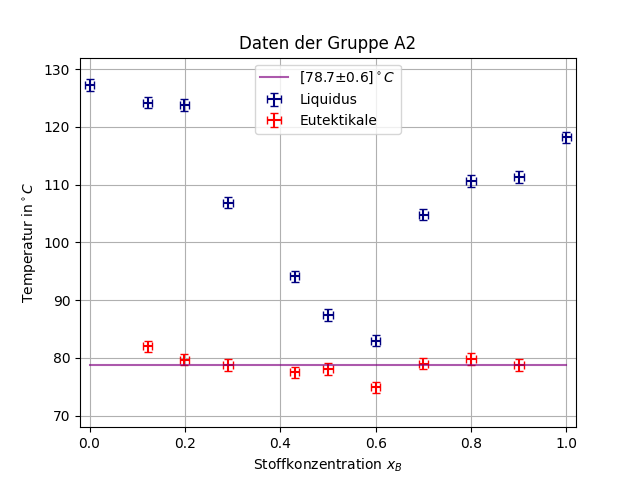 Daten der Gruppe A2
[78.7±0.6]°C
Liquidus
Eutektikale
Temperatur in°C
130
120
110
100
90
80
70
0.0 0.2 0.4 0.6 0.8 1.0
Stoffkonzentration x_B